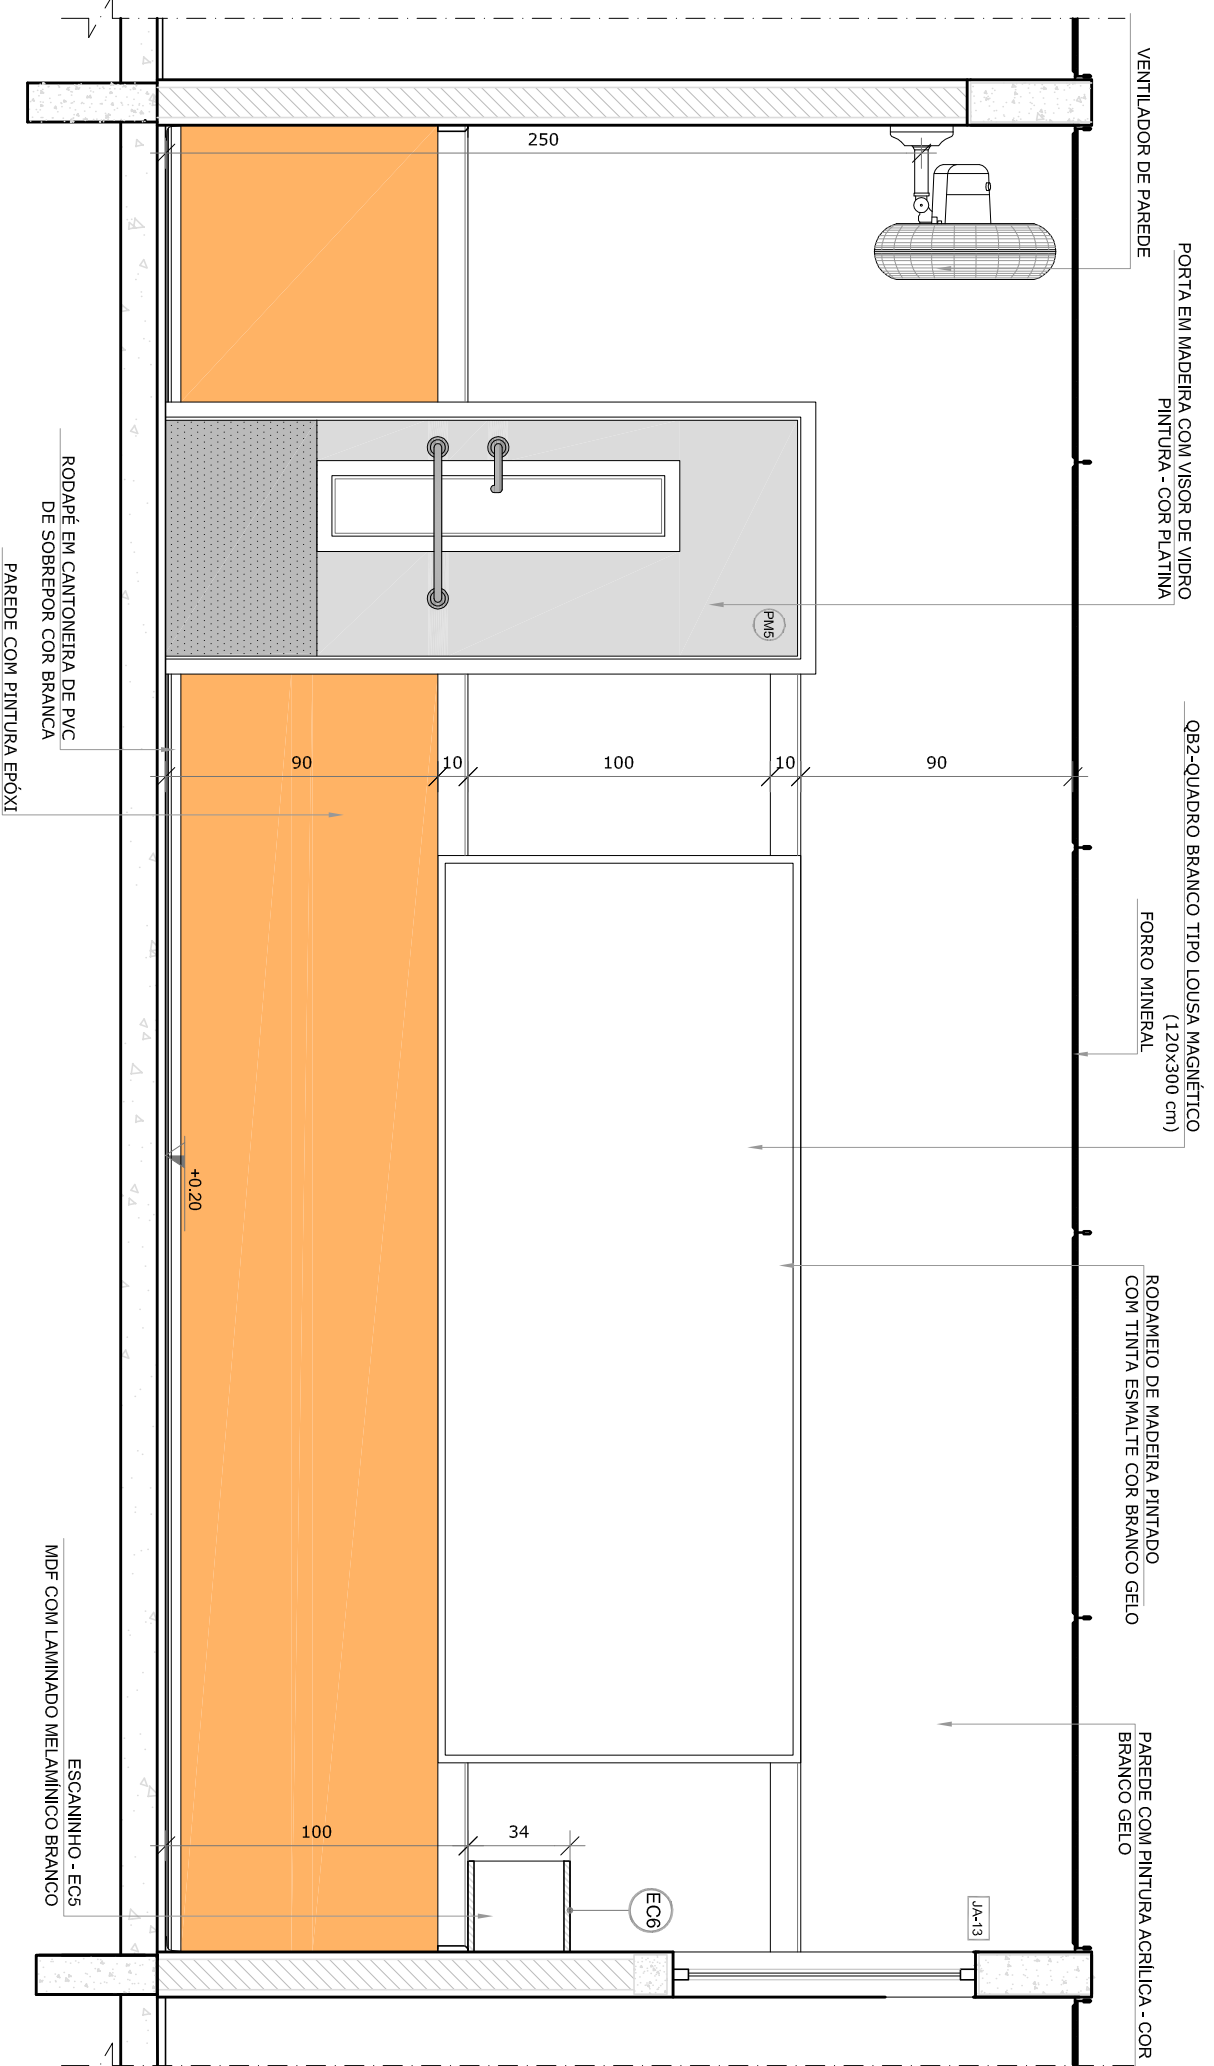 VENTILADOR DE PAREDE
PORTA EM MADEIRA COM VISOR DE VIDRO
PINTURA - COR PLATINA
QB2-QUADRO BRANCO TIPO LOUSA MAGNÉTICO
(120x300 cm)
FORRO MINERAL
RODAMEIO DE MADEIRA PINTADO
COM TINTA ESMALTE COR BRANCO GELO
PAREDE COM PINTURA ACRÍLICA - COR
BRANCO GELO
250
PM5
90
10
100
10
90
+0.20
JA-13
EC6
34
100
RODAPÉ EM CANTONEIRA DE PVC
DE SOBREPOR COR BRANCA
PAREDE COM PINTURA EPÓXI
ESCANINHO - EC5
MDF COM LAMINADO MELAMÍNICO BRANCO